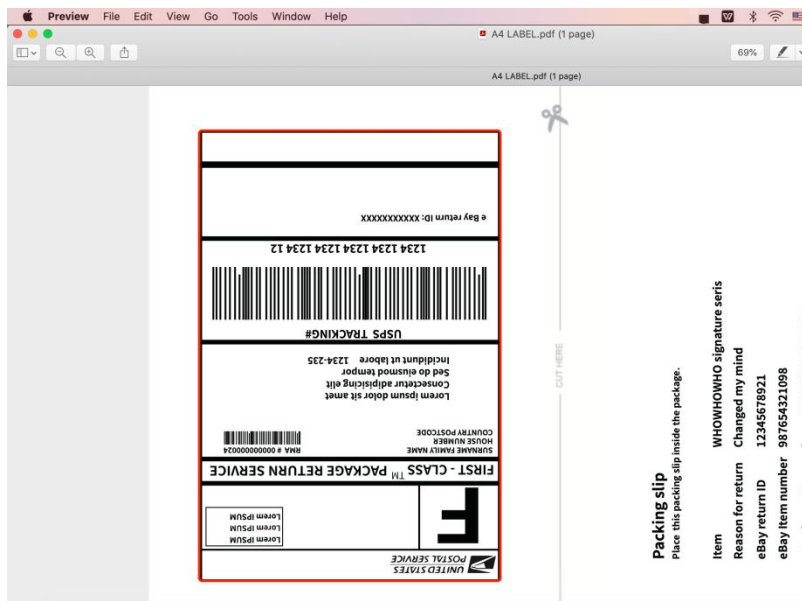 Preview File Edit View Go Tools Window Help
A4 LABEL.pdf (1 page)
69%
A4 LABEL.pdf (1 page)
UNITED STATES
POSTAL SERVICE
F
Lorem IPSUM
Lorem IPSUM
Lorem IPSUM
FIRST - CLASS TM PACKAGE RETURN SERVICE
SURNAME FAMILY NAME
HOUSE NUMBER
COUNTRY POSTCODE
RMA # 0000000000024
Lorem ipsum dolor sit amet
Consectetur adipisicing elit
Sed do eiusmod tempor
Incididunt ut labore 1234-235
USPS TRACKING#
1234 1234 1234 1234 1234 12
e Bay return ID: XXXXXXXXXXX
CUT HERE
Packing slip
Place this packing slip inside the package.
Item WHOWHOWHO signature seris
Reason for return Changed my mind
eBay return ID 12345678921
eBay Item number 987654321098